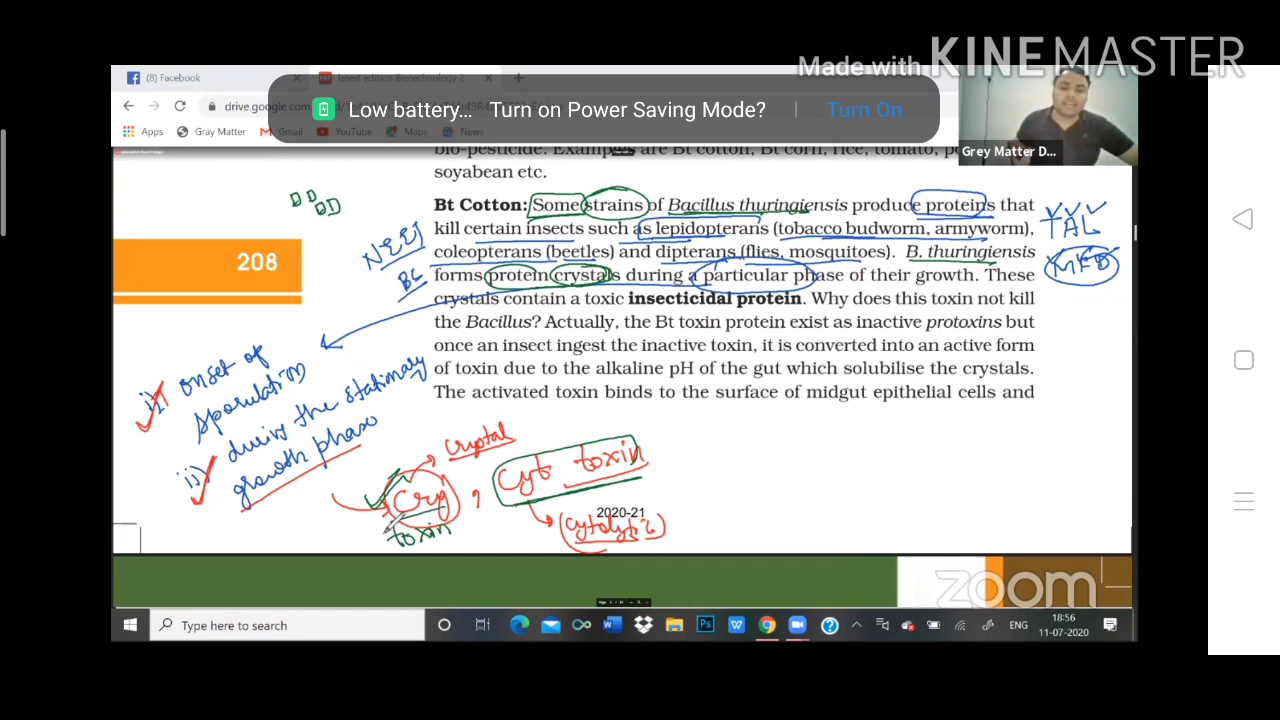 Made with KINEMASTER
(8) Facebook
latest edition Biotechnology 2
Low battery... Turn on Power Saving Mode? Turn On
drive.google.com
Apps Gray Matter Gmail YouTube Maps News
Grey Matter D...
bio-pesticide. Examples are Bt cotton, Bt corn, rice, tomato,
soyabean etc.
Bt Cotton: Some strains of Bacillus thuringiensis produce proteins that
kill certain insects such as lepidopterans (tobacco budworm, armyworm),
coleopterans (beetles) and dipterans (flies, mosquitoes). B. thuringiensis
forms protein crystals during a particular phase of their growth. These
crystals contain a toxic insecticidal protein. Why does this toxin not kill
the Bacillus? Actually, the Bt toxin protein exist as inactive protoxins but
once an insect ingest the inactive toxin, it is converted into an active form
of toxin due to the alkaline pH of the gut which solubilise the crystals.
The activated toxin binds to the surface of midgut epithelial cells and
208
TAL
MFB
i) onset of
sporulation
ii) during the stationary
growth phase
crystal
cry , cyt toxin
toxin
(cytolytic)
2020-21
zoom
Type here to search
ENG
18:56
11-07-2020